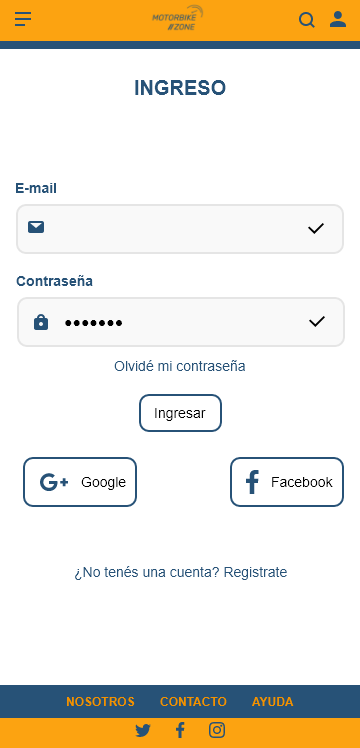 MOTORBIKE
#ZONE
INGRESO
E-mail
Contraseña
•••••••
Olvidé mi contraseña
Ingresar
Google
Facebook
¿No tenés una cuenta? Registrate
NOSOTROS CONTACTO AYUDA